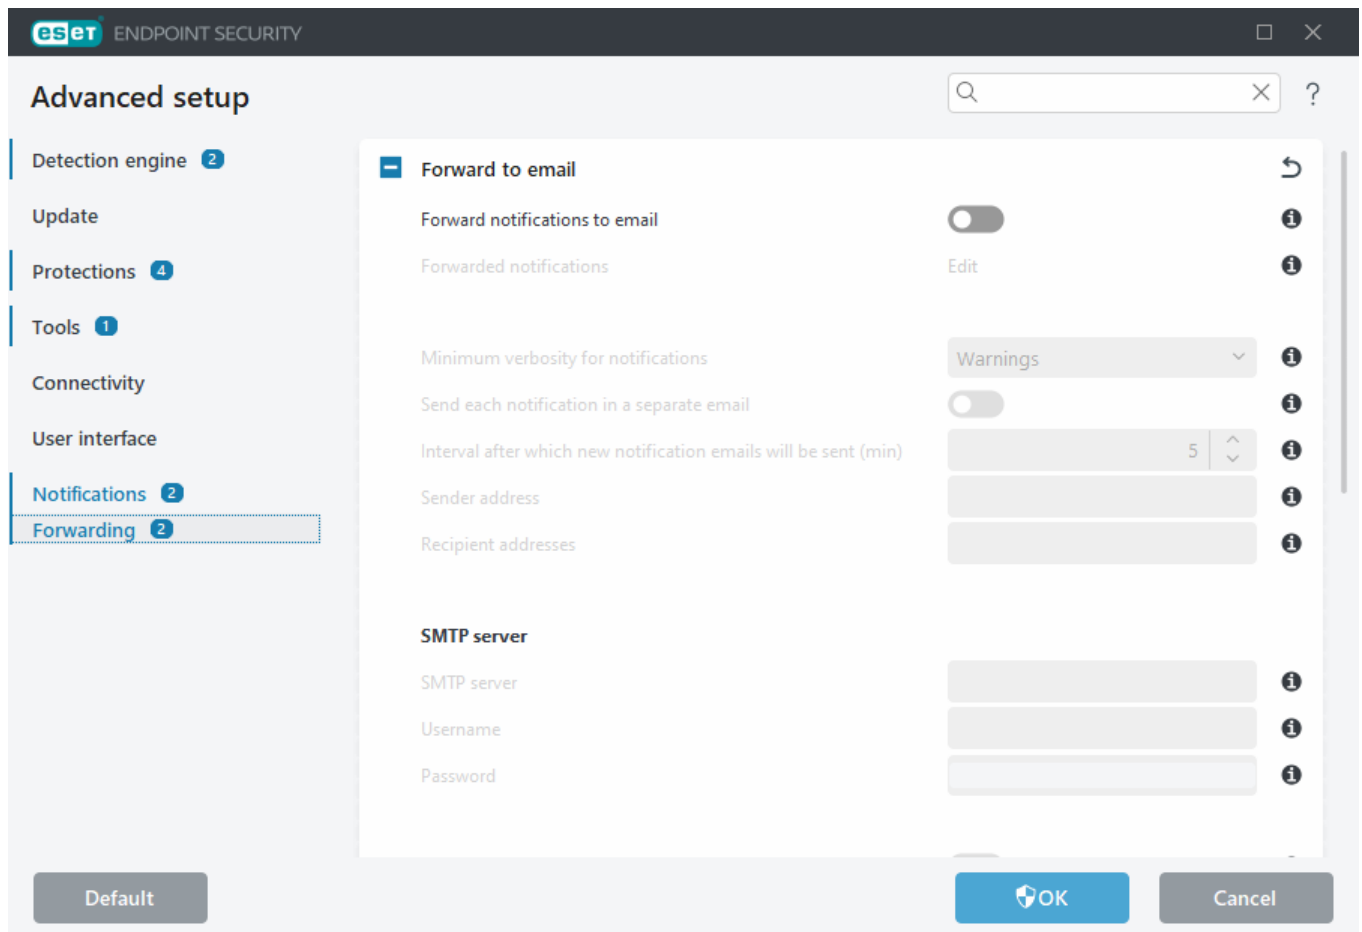 eset ENDPOINT SECURITY
Advanced setup
?
Detection engine 2
Update
Protections 4
Tools 1
Connectivity
User interface
Notifications 2
Forwarding 2
Forward to email
Forward notifications to email
Forwarded notifications Edit
Minimum verbosity for notifications Warnings
Send each notification in a separate email
Interval after which new notification emails will be sent (min) 5
Sender address
Recipient addresses
SMTP server
SMTP server
Username
Password
Default
OK
Cancel